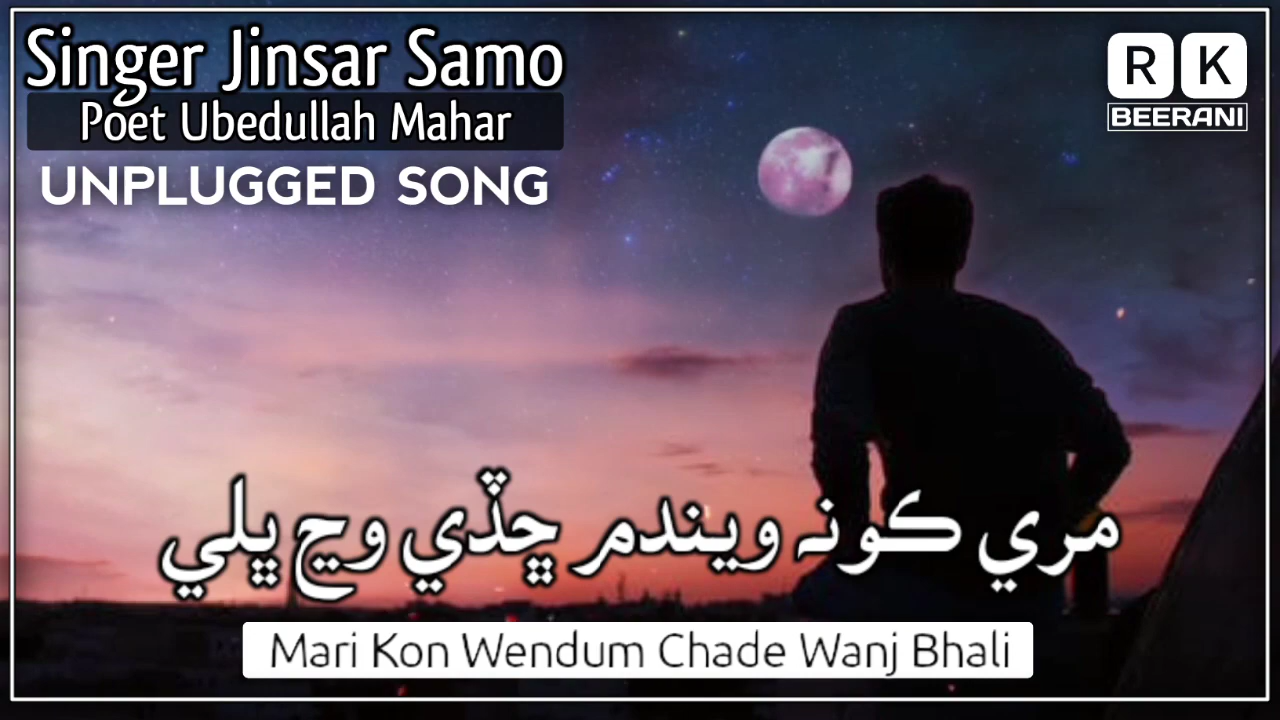 Singer Jinsar Samo
Poet Ubedullah Mahar
UNPLUGGED SONG
R K
BEERANI
مري ڪونہ ويندم ڇڏي وڃ ڀلي
Mari Kon Wendum Chade Wanj Bhali